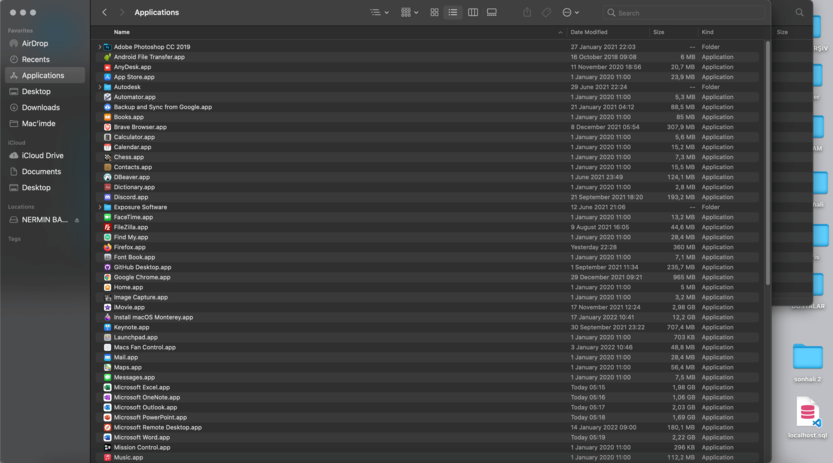 Applications
Search
Favorites
AirDrop
Recents
Applications
Desktop
Downloads
Mac'imde
iCloud
iCloud Drive
Documents
Desktop
Locations
NERMIN BA...
Tags
Name Date Modified Size Kind
Adobe Photoshop CC 2019 27 January 2021 22:03 -- Folder
Android File Transfer.app 16 October 2018 09:08 6 MB Application
AnyDesk.app 11 November 2020 18:56 20,7 MB Application
App Store.app 1 January 2020 11:00 23,9 MB Application
Autodesk 29 June 2021 22:24 -- Folder
Automator.app 1 January 2020 11:00 5,3 MB Application
Backup and Sync from Google.app 21 January 2021 04:12 88,5 MB Application
Books.app 1 January 2020 11:00 85 MB Application
Brave Browser.app 8 December 2021 05:54 307,9 MB Application
Calculator.app 1 January 2020 11:00 5,6 MB Application
Calendar.app 1 January 2020 11:00 15,2 MB Application
Chess.app 1 January 2020 11:00 7,3 MB Application
Contacts.app 1 January 2020 11:00 15,5 MB Application
DBeaver.app 1 June 2021 23:49 124,1 MB Application
Dictionary.app 1 January 2020 11:00 2,8 MB Application
Discord.app 21 September 2021 18:20 193,2 MB Application
Exposure Software 12 June 2021 21:06 -- Folder
FaceTime.app 1 January 2020 11:00 13,2 MB Application
FileZilla.app 9 August 2021 16:05 44,6 MB Application
Find My.app 1 January 2020 11:00 28,4 MB Application
Firefox.app Yesterday 22:28 360 MB Application
Font Book.app 1 January 2020 11:00 7,1 MB Application
GitHub Desktop.app 1 September 2021 11:34 235,7 MB Application
Google Chrome.app 29 December 2021 09:21 965 MB Application
Home.app 1 January 2020 11:00 5 MB Application
Image Capture.app 1 January 2020 11:00 3,2 MB Application
iMovie.app 17 November 2021 12:24 2,98 GB Application
Install macOS Monterey.app 17 January 2022 10:41 12,2 GB Application
Keynote.app 30 September 2021 23:22 707,4 MB Application
Launchpad.app 1 January 2020 11:00 703 KB Application
Macs Fan Control.app 3 January 2022 10:46 48,8 MB Application
Mail.app 1 January 2020 11:00 28,4 MB Application
Maps.app 1 January 2020 11:00 56,4 MB Application
Messages.app 1 January 2020 11:00 7,5 MB Application
Microsoft Excel.app Today 05:15 1,98 GB Application
Microsoft OneNote.app Today 05:16 1,06 GB Application
Microsoft Outlook.app Today 05:17 2,03 GB Application
Microsoft PowerPoint.app Today 05:18 1,69 GB Application
Microsoft Remote Desktop.app 14 January 2022 09:00 180,1 MB Application
Microsoft Word.app Today 05:19 2,22 GB Application
Mission Control.app 1 January 2020 11:00 296 KB Application
Music.app 1 January 2020 11:00 112,2 MB Application
Size
sonhali 2
localhost.sql